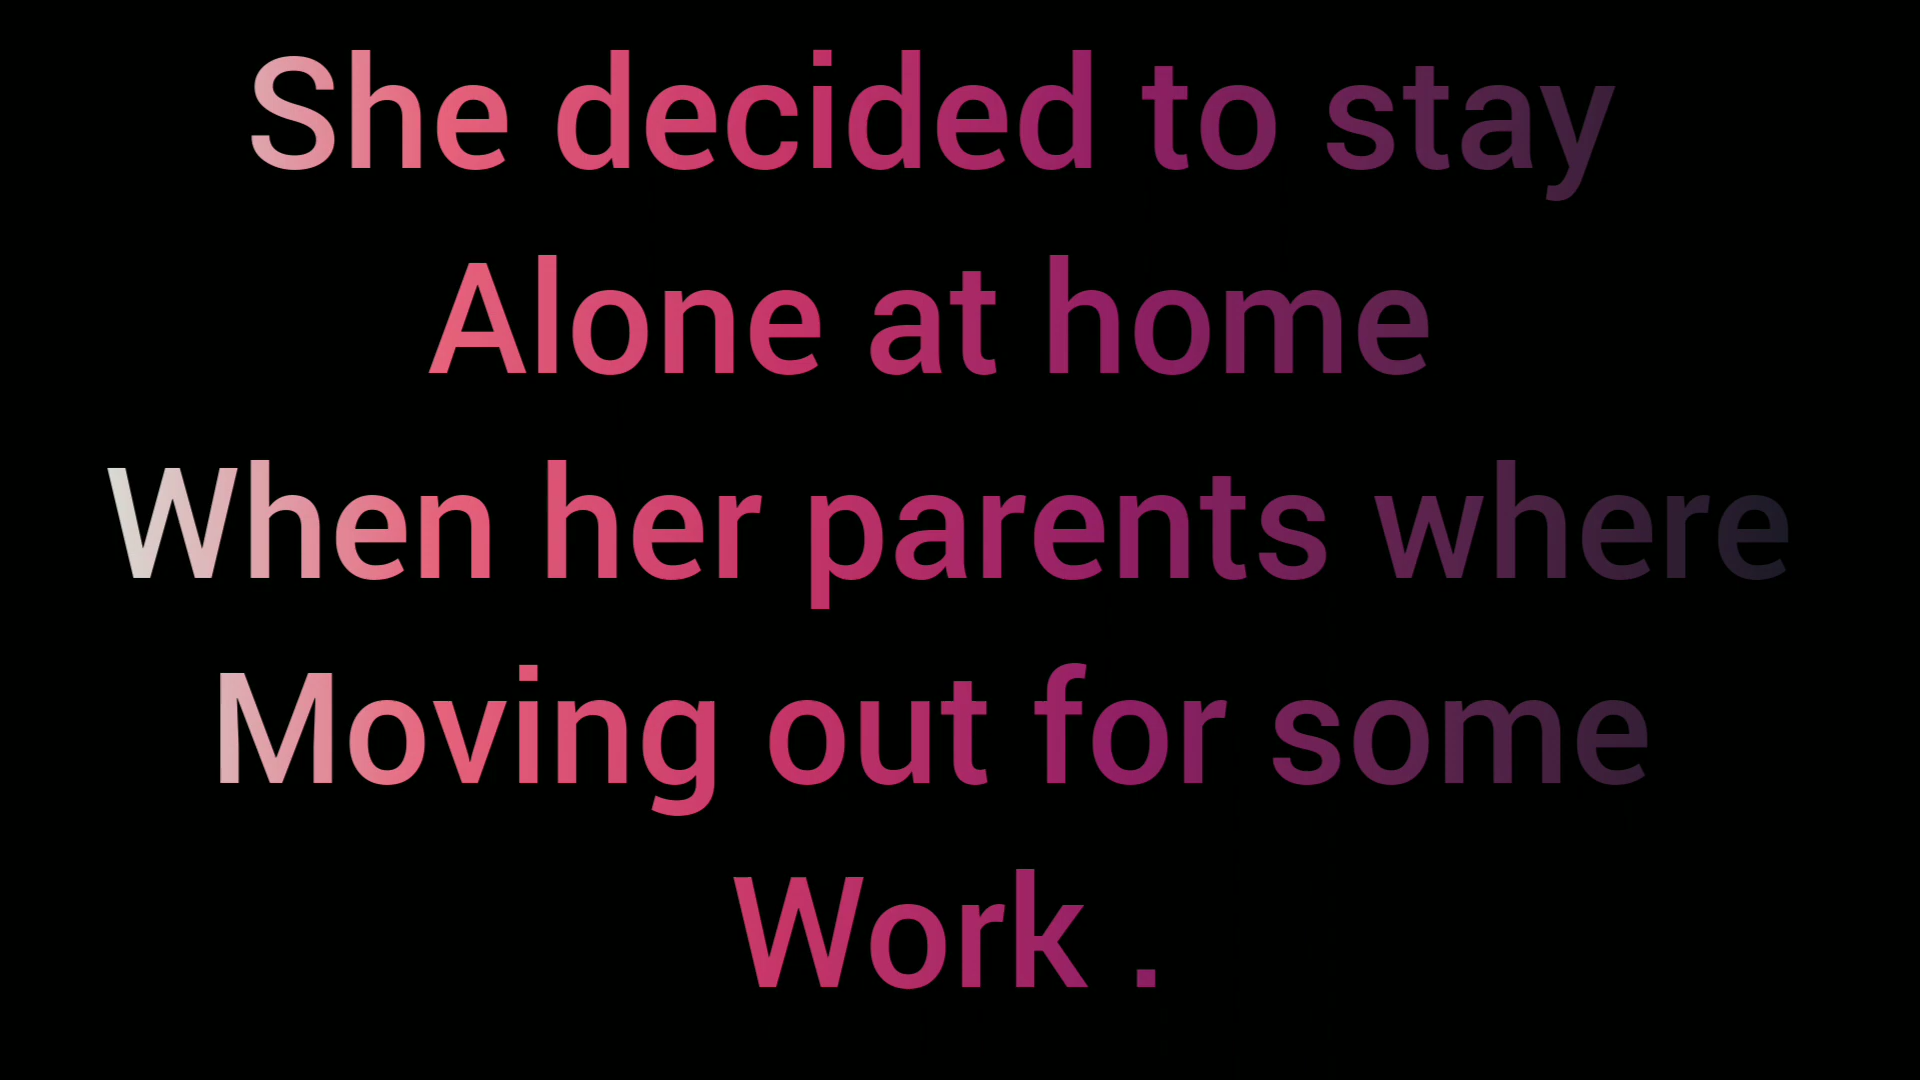 She decided to stay
Alone at home
When her parents where
Moving out for some
Work .